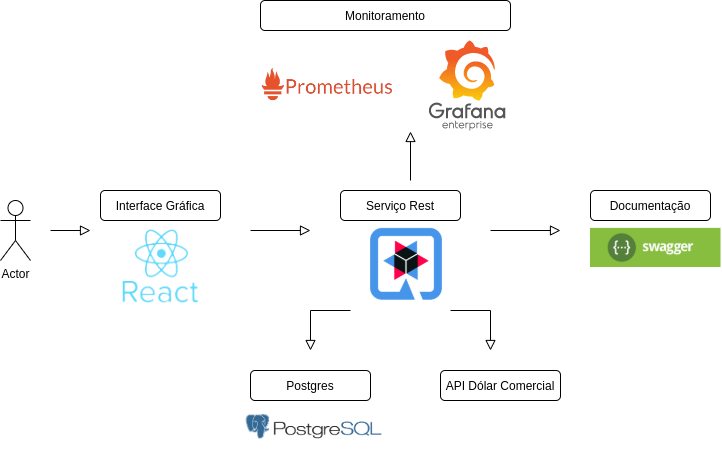 Monitoramento
Prometheus
Grafana
enterprise
Interface Gráfica
Serviço Rest
Documentação
Actor
React
{···} swagger
Postgres
API Dólar Comercial
PostgreSQL